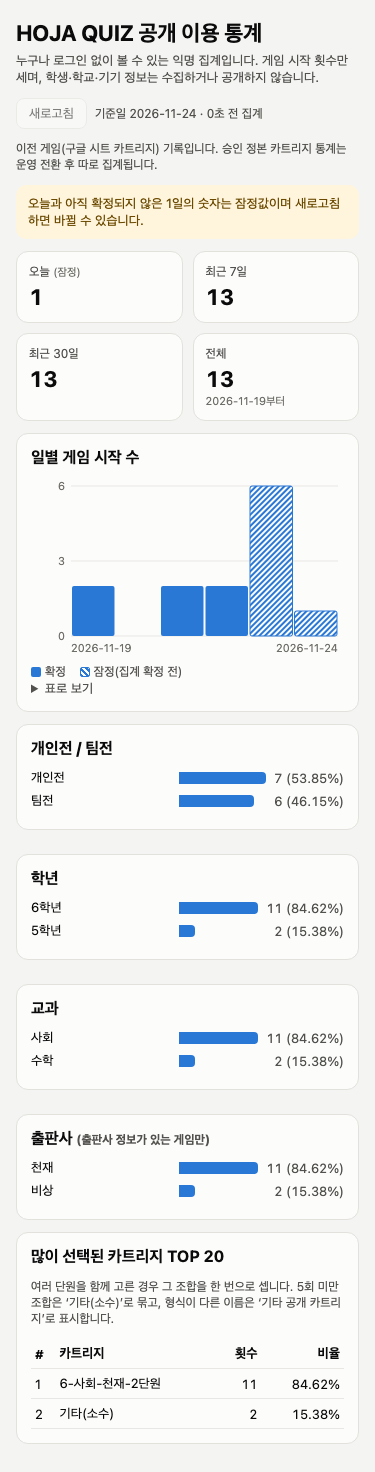 HOJA QUIZ 공개 이용 통계
누구나 로그인 없이 볼 수 있는 익명 집계입니다. 게임 시작 횟수만
세며, 학생·학교·기기 정보는 수집하거나 공개하지 않습니다.
새로고침 기준일 2026-11-24 · 0초 전 집계
이전 게임(구글 시트 카트리지) 기록입니다. 승인 정본 카트리지 통계는
운영 전환 후 따로 집계됩니다.
오늘과 아직 확정되지 않은 1일의 숫자는 잠정값이며 새로고침
하면 바뀔 수 있습니다.
오늘 (잠정)
1
최근 7일
13
최근 30일
13
전체
13
2026-11-19부터
일별 게임 시작 수
6
3
0
2026-11-19 2026-11-24
확정 잠정(집계 확정 전)
▶ 표로 보기
개인전 / 팀전
개인전 7 (53.85%)
팀전 6 (46.15%)
학년
6학년 11 (84.62%)
5학년 2 (15.38%)
교과
사회 11 (84.62%)
수학 2 (15.38%)
출판사 (출판사 정보가 있는 게임만)
천재 11 (84.62%)
비상 2 (15.38%)
많이 선택된 카트리지 TOP 20
여러 단원을 함께 고른 경우 그 조합을 한 번으로 셉니다. 5회 미만
조합은 ‘기타(소수)’로 묶고, 형식이 다른 이름은 ‘기타 공개 카트리
지’로 표시합니다.
# 카트리지 횟수 비율
1 6-사회-천재-2단원 11 84.62%
2 기타(소수) 2 15.38%